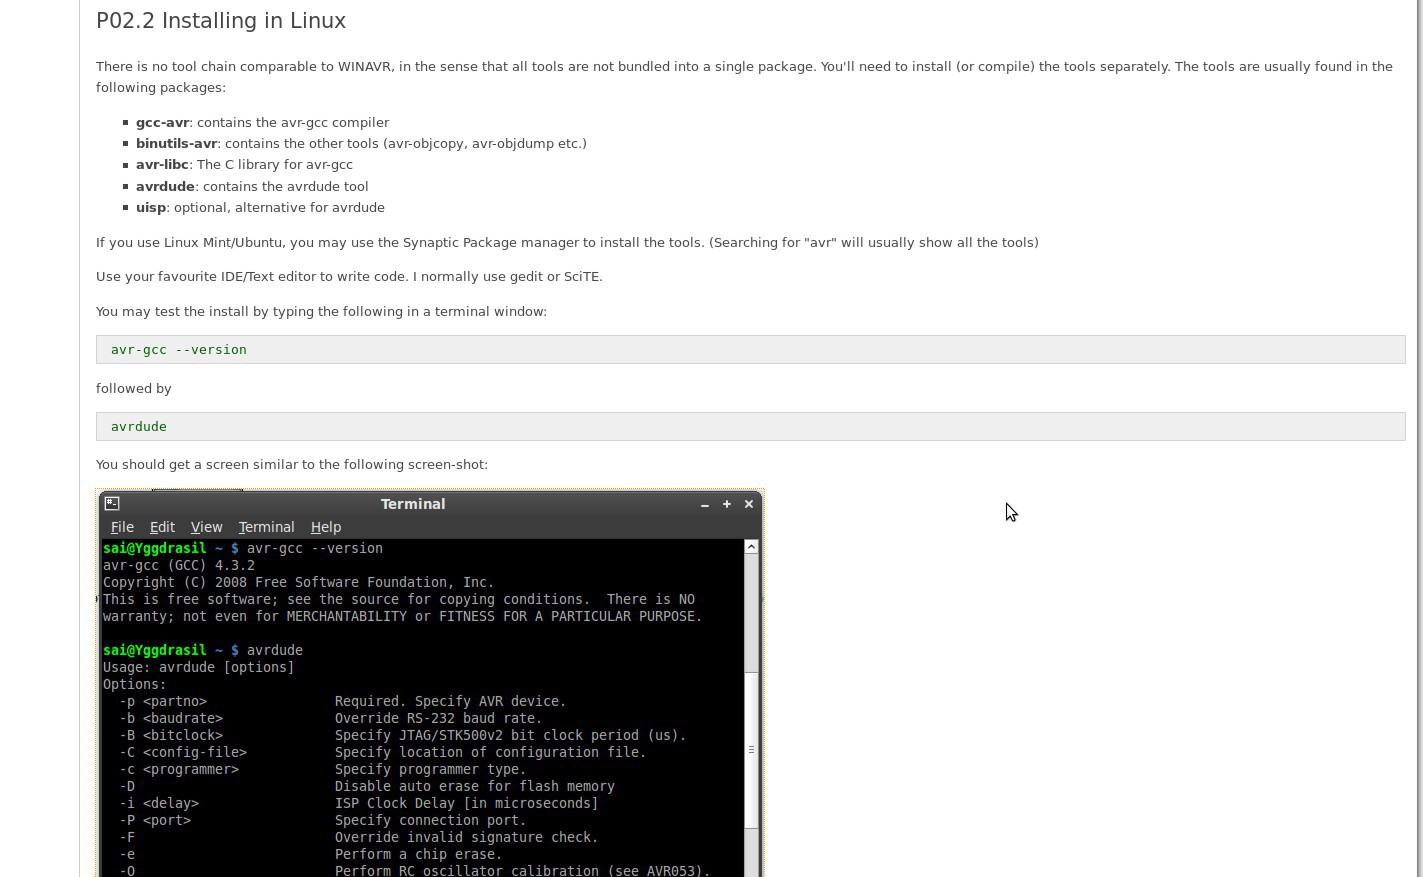 P02.2 Installing in Linux
There is no tool chain comparable to WINAVR, in the sense that all tools are not bundled into a single package. You'll need to install (or compile) the tools separately. The tools are usually found in the
following packages:
gcc-avr: contains the avr-gcc compiler
binutils-avr: contains the other tools (avr-objcopy, avr-objdump etc.)
avr-libc: The C library for avr-gcc
avrdude: contains the avrdude tool
uisp: optional, alternative for avrdude
If you use Linux Mint/Ubuntu, you may use the Synaptic Package manager to install the tools. (Searching for "avr" will usually show all the tools)
Use your favourite IDE/Text editor to write code. I normally use gedit or SciTE.
You may test the install by typing the following in a terminal window:
avr-gcc --version
followed by
avrdude
You should get a screen similar to the following screen-shot:
Terminal
File Edit View Terminal Help
sai@Yggdrasil ~ $ avr-gcc --version
avr-gcc (GCC) 4.3.2
Copyright (C) 2008 Free Software Foundation, Inc.
This is free software; see the source for copying conditions.  There is NO
warranty; not even for MERCHANTABILITY or FITNESS FOR A PARTICULAR PURPOSE.
sai@Yggdrasil ~ $ avrdude
Usage: avrdude [options]
Options:
-p <partno> Required. Specify AVR device.
-b <baudrate> Override RS-232 baud rate.
-B <bitclock> Specify JTAG/STK500v2 bit clock period (us).
-C <config-file> Specify location of configuration file.
-c <programmer> Specify programmer type.
-D Disable auto erase for flash memory
-i <delay> ISP Clock Delay [in microseconds]
-P <port> Specify connection port.
-F Override invalid signature check.
-e Perform a chip erase.
-O Perform RC oscillator calibration (see AVR053).